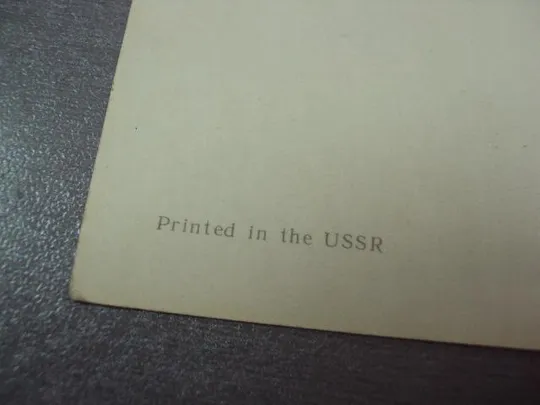 Printed in the USSR